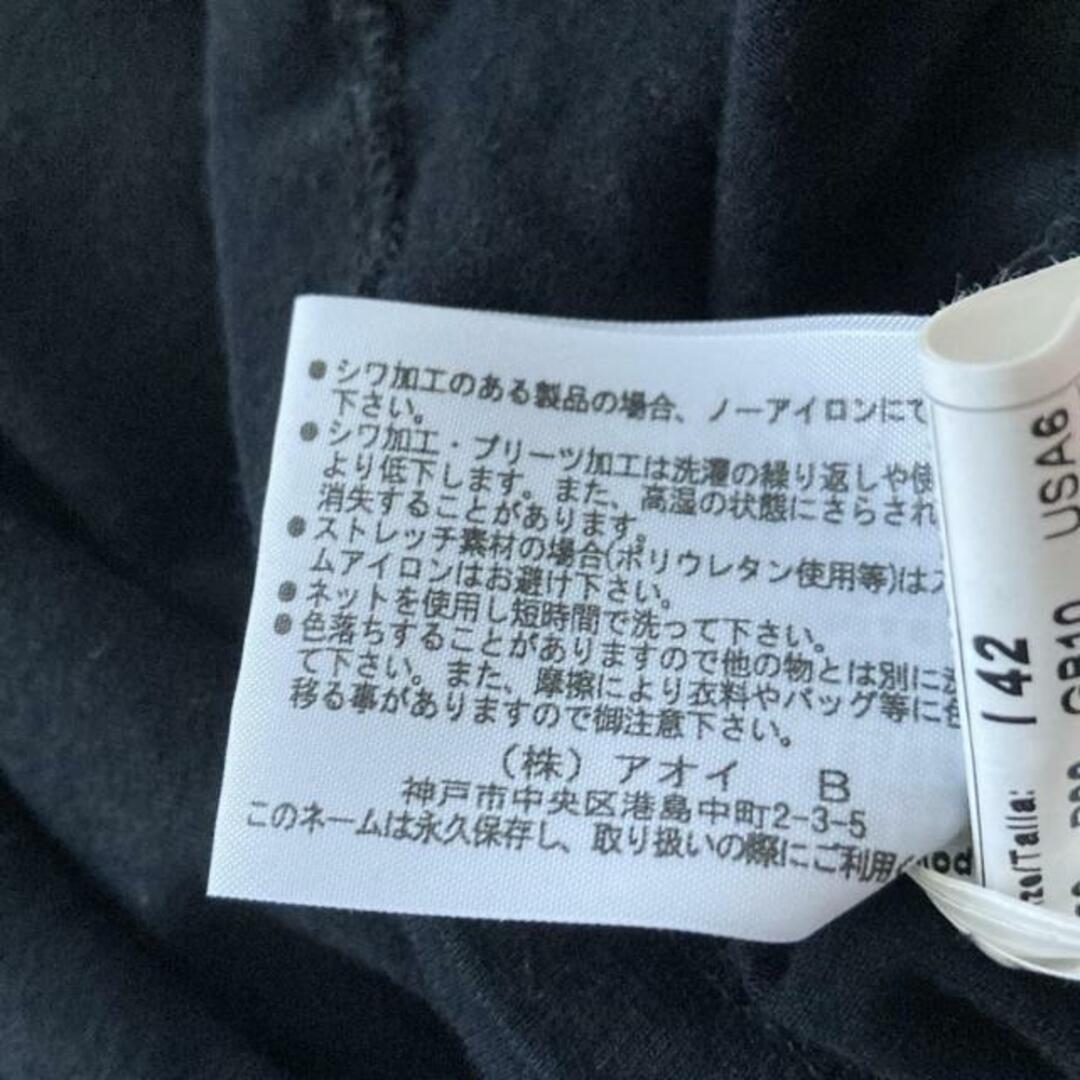 ●シワ加工のある製品の場合、ノーアイロンにて
下さい。
●シワ加工・プリーツ加工は洗濯の繰り返しや使
より低下します。また、高湿の状態にさらされ
消失することがあります。
●ストレッチ素材の場合(ポリウレタン使用等)はス
ムアイロンはお避け下さい。
●ネットを使用し短時間で洗って下さい。
●色落ちすることがありますので他の物とは別に洗
て下さい。また、摩擦により衣料やバッグ等に色
移る事がありますので御注意下さい。
(株) アオイ B
神戸市中央区港島中町2-3-5
このネームは永久保存し、取り扱いの際にご利用
I 42
/Talla:
GB10 USA6